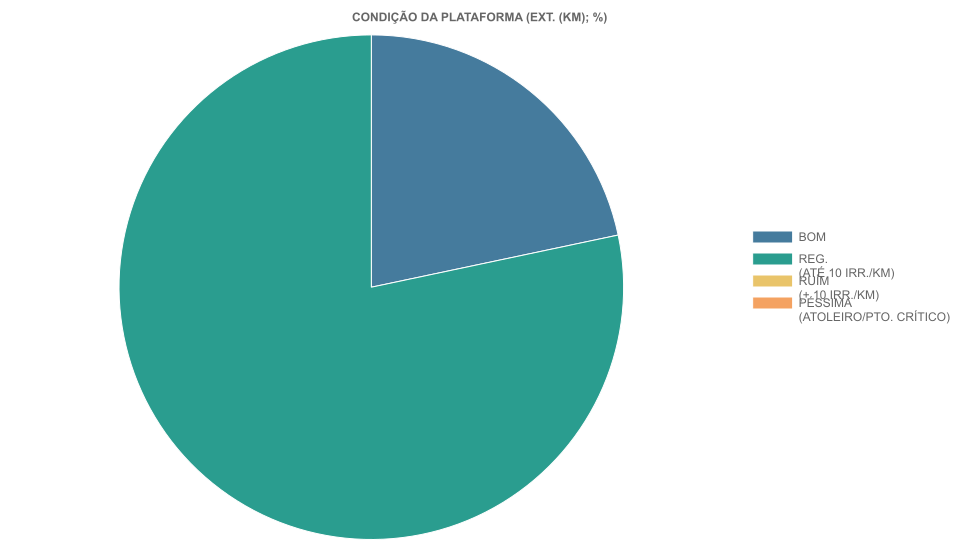 CONDIÇÃO DA PLATAFORMA (EXT. (KM); %)
BOM
REG.
(ATÉ 10 IRR./KM)
RUIM
(+ 10 IRR./KM)
PÉSSIMA
(ATOLEIRO/PTO. CRÍTICO)